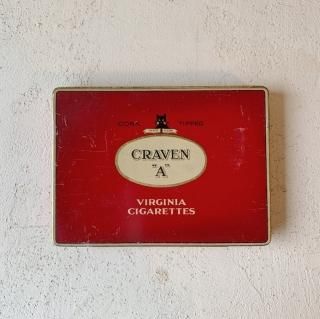 CORK TIPPED
CRAVEN
"A"
VIRGINIA
CIGARETTES